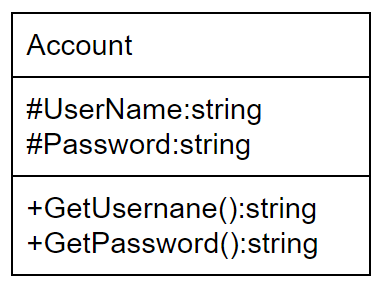 Account
#UserName:string
#Password:string
+GetUsernane():string
+GetPassword():string